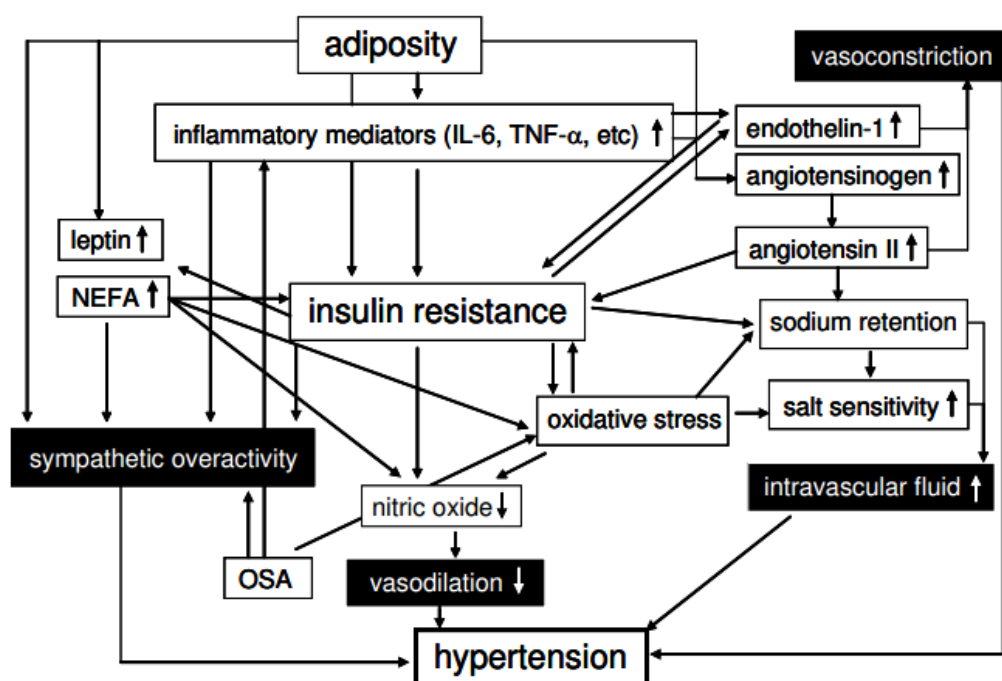 adiposity
vasoconstriction
inflammatory mediators (IL-6, TNF-α, etc) ↑
endothelin-1 ↑
angiotensinogen ↑
leptin ↑
angiotensin II ↑
NEFA ↑
insulin resistance
sodium retention
oxidative stress
salt sensitivity ↑
sympathetic overactivity
nitric oxide ↓
intravascular fluid ↑
OSA
vasodilation ↓
hypertension